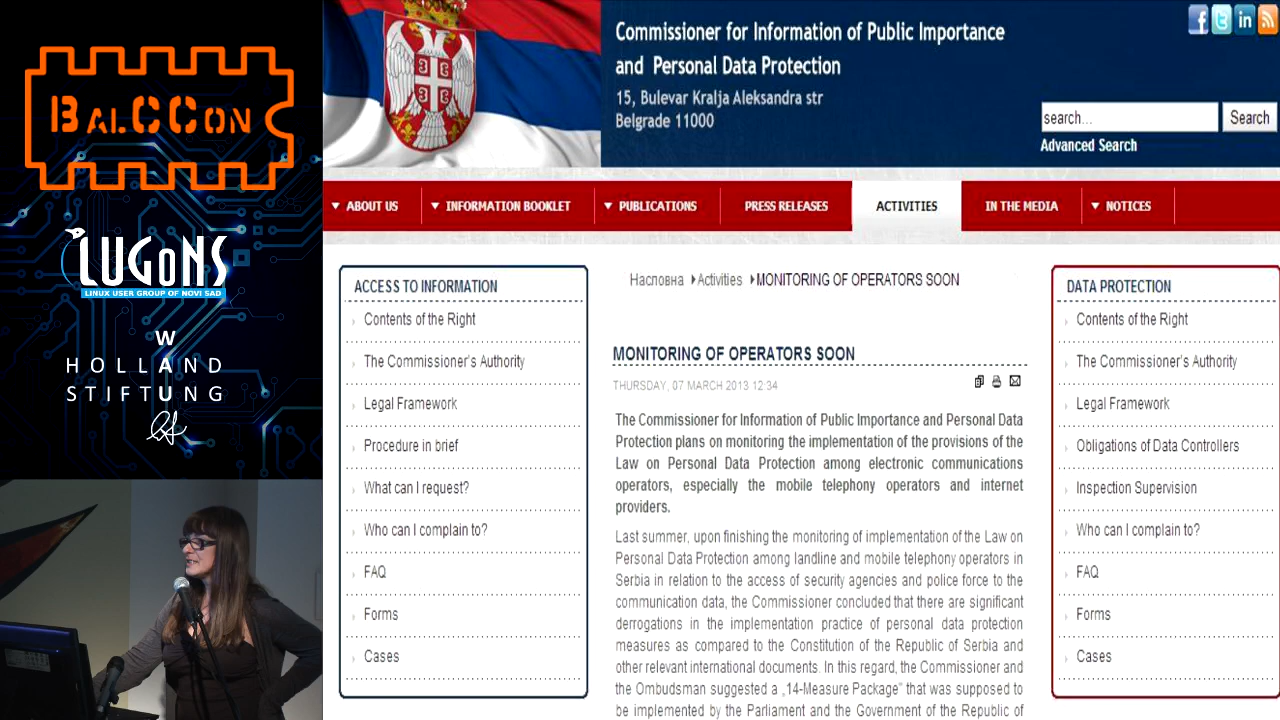 BALCCON
LUGoNS
LINUX USER GROUP OF NOVI SAD
W
HOLLAND
A
STIFTUNG
Commissioner for Information of Public Importance
and Personal Data Protection
15, Bulevar Kralja Aleksandra str
Belgrade 11000
search...
Search
Advanced Search
ABOUT US
INFORMATION BOOKLET
PUBLICATIONS
PRESS RELEASES
ACTIVITIES
IN THE MEDIA
NOTICES
ACCESS TO INFORMATION
Contents of the Right
The Commissioner's Authority
Legal Framework
Procedure in brief
What can I request?
Who can I complain to?
FAQ
Forms
Cases
Насловна Activities MONITORING OF OPERATORS SOON
MONITORING OF OPERATORS SOON
THURSDAY, 07 MARCH 2013 12:34
The Commissioner for Information of Public Importance and Personal Data
Protection plans on monitoring the implementation of the provisions of the
Law on Personal Data Protection among electronic communications
operators, especially the mobile telephony operators and internet
providers.
Last summer, upon finishing the monitoring of implementation of the Law on
Personal Data Protection among landline and mobile telephony operators in
Serbia in relation to the access of security agencies and police force to the
communication data, the Commissioner concluded that there are significant
derrogations in the implementation practice of personal data protection
measures as compared to the Constitution of the Republic of Serbia and
other relevant international documents. In this regard, the Commissioner and
the Ombudsman suggested a „14-Measure Package“ that was supposed to
be implemented by the Parliament and the Government of the Republic of
DATA PROTECTION
Contents of the Right
The Commissioner's Authority
Legal Framework
Obligations of Data Controllers
Inspection Supervision
Who can I complain to?
FAQ
Forms
Cases